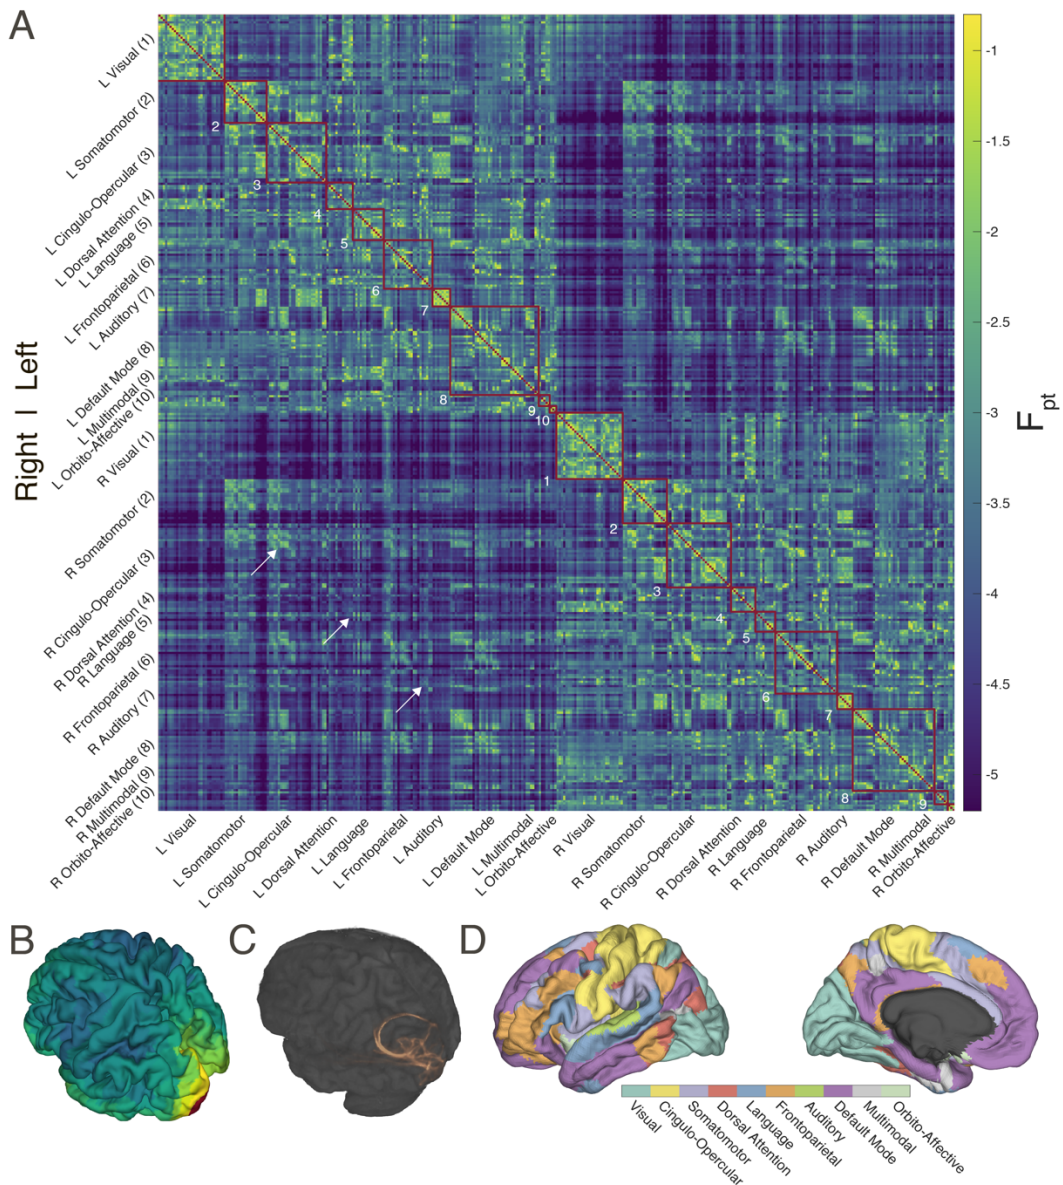 A
L Visual (1)
L Somatomotor (2)
L Cingulo-Opercular (3)
L Dorsal Attention (4)
L Language (5)
L Frontoparietal (6)
L Auditory (7)
L Default Mode (8)
L Multimodal (9)
L Orbito-Affective (10)
R Visual (1)
R Somatomotor (2)
R Cingulo-Opercular (3)
R Dorsal Attention (4)
R Language (5)
R Frontoparietal (6)
R Auditory (7)
R Default Mode (8)
R Multimodal (9)
R Orbito-Affective (10)
Right | Left
2
3
4
5
6
7
8
9
10
1
2
3
4
5
6
7
8
9
-1
-1.5
-2
-2.5
-3
-3.5
-4
-4.5
-5
Fpt
L Visual
L Somatomotor
L Cingulo-Opercular
L Dorsal Attention
L Language
L Frontoparietal
L Auditory
L Default Mode
L Multimodal
L Orbito-Affective
R Visual
R Somatomotor
R Cingulo-Opercular
R Dorsal Attention
R Language
R Frontoparietal
R Auditory
R Default Mode
R Multimodal
R Orbito-Affective
B
C
D
Visual
Cingulo-Opercular
Somatomotor
Dorsal Attention
Language
Frontoparietal
Auditory
Default Mode
Multimodal
Orbito-Affective